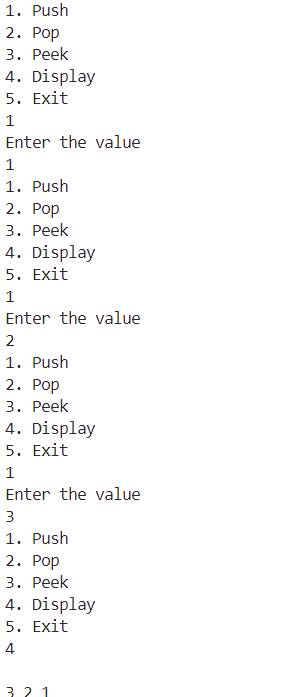 1. Push
2. Pop
3. Peek
4. Display
5. Exit
1
Enter the value
1
1. Push
2. Pop
3. Peek
4. Display
5. Exit
1
Enter the value
2
1. Push
2. Pop
3. Peek
4. Display
5. Exit
1
Enter the value
3
1. Push
2. Pop
3. Peek
4. Display
5. Exit
4
3 2 1